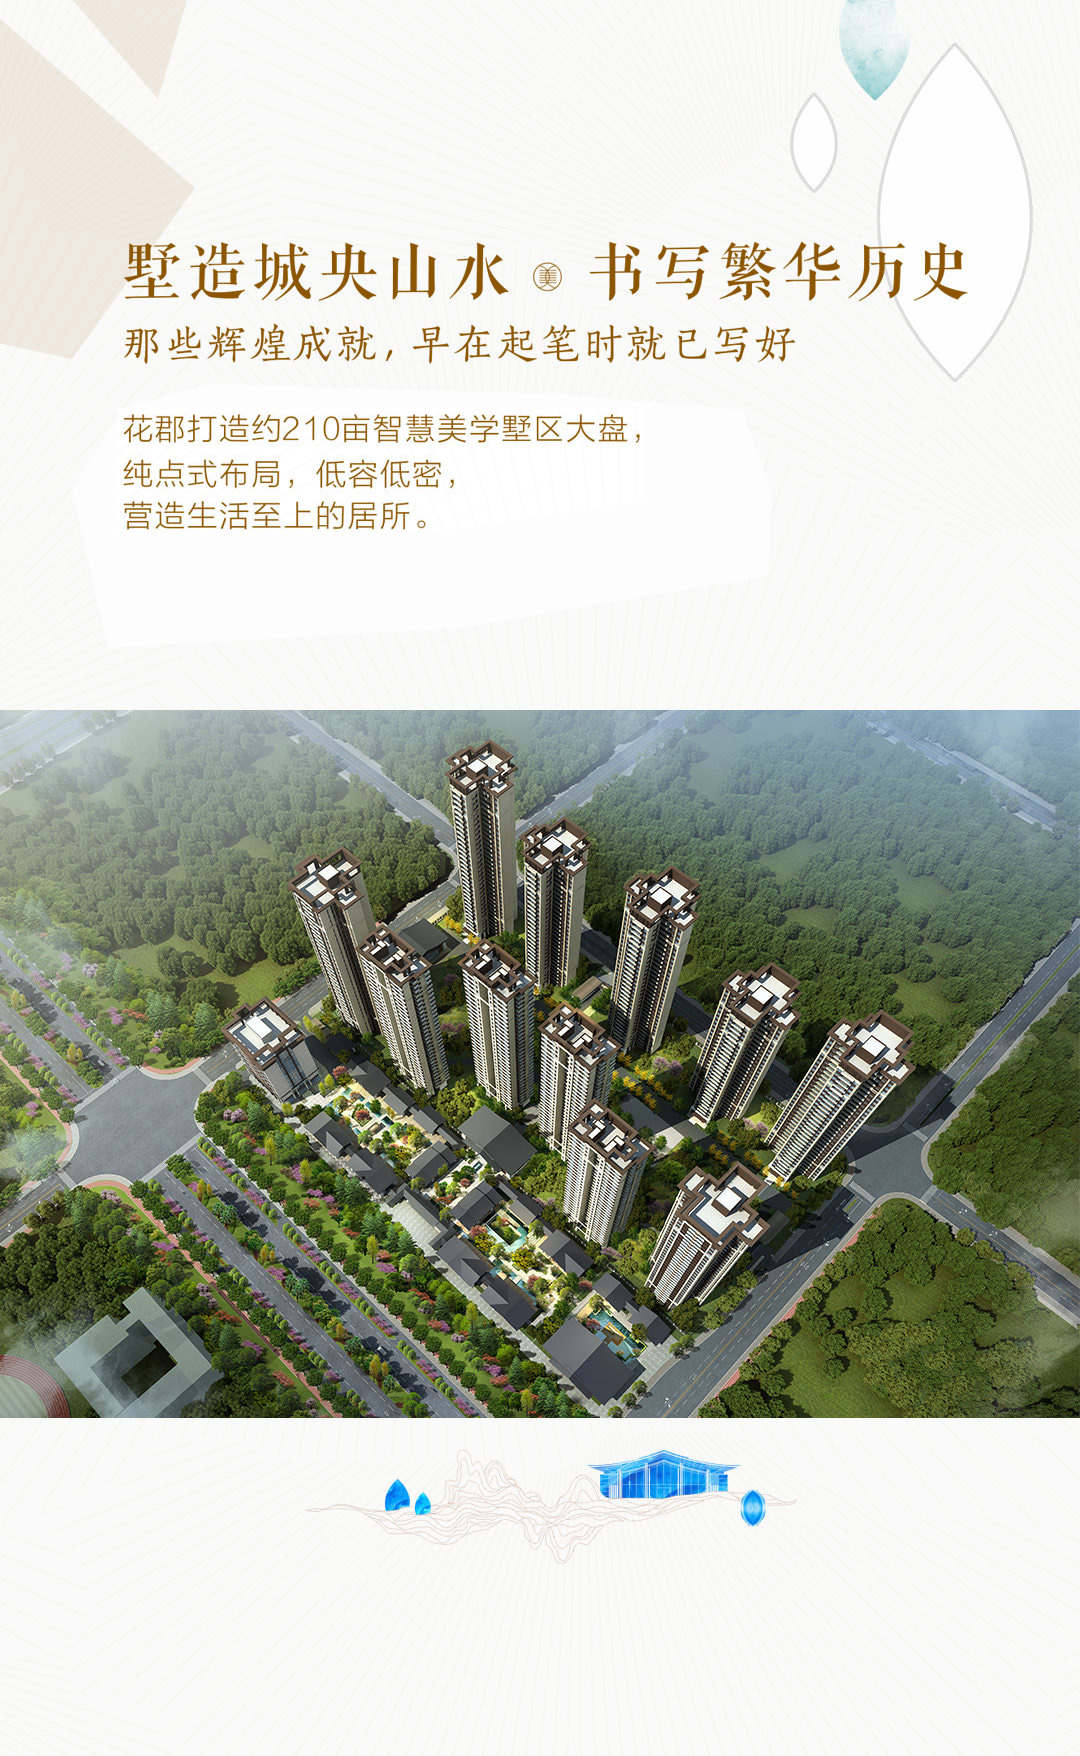 墅造城央山水 美 书写繁华历史
那些辉煌成就，早在起笔时就已写好
花郡打造约210亩智慧美学墅区大盘，
纯点式布局，低容低密，
营造生活至上的居所。